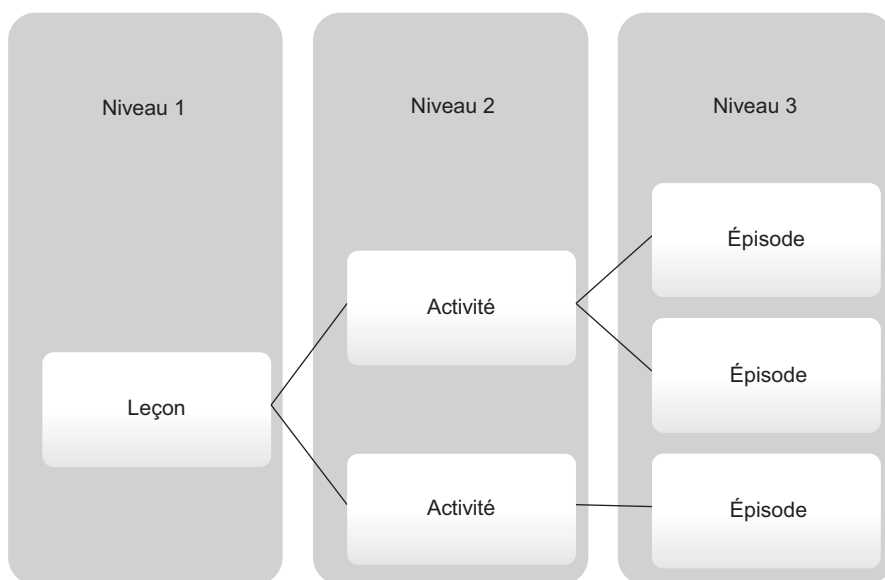 Niveau 1
Niveau 2
Niveau 3
Leçon
Activité
Activité
Épisode
Épisode
Épisode